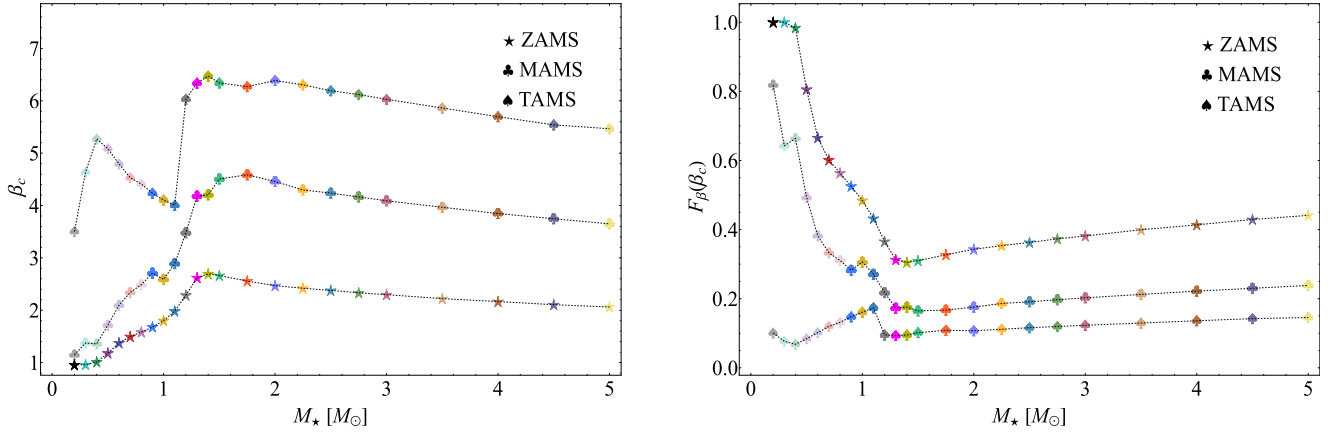 β_c
7
6
5
4
3
2
1
★ ZAMS
♣ MAMS
♠ TAMS
0 1 2 3 4 5
M_★ [M_⊙]
F_β(β_c)
1.0
0.8
0.6
0.4
0.2
0.0
★ ZAMS
♣ MAMS
♠ TAMS
0 1 2 3 4 5
M_★ [M_⊙]